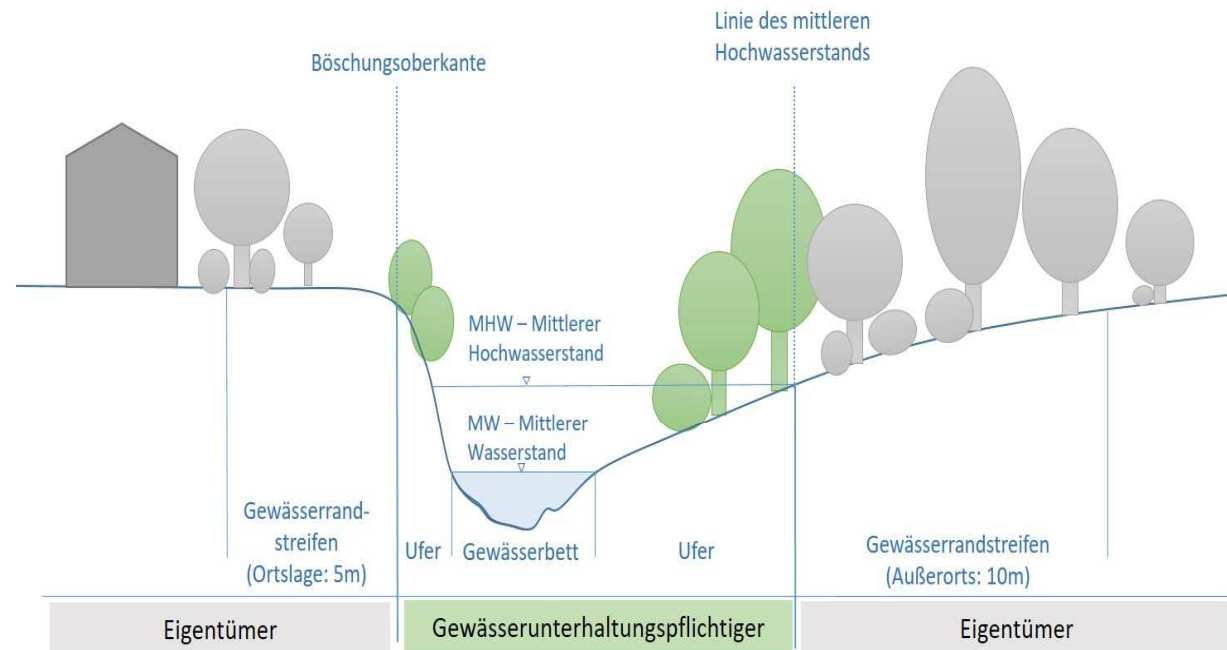 Linie des mittleren
Hochwasserstands
Böschungsoberkante
MHW – Mittlerer
Hochwasserstand
MW – Mittlerer
Wasserstand
Gewässerrand-
streifen
(Ortslage: 5m)
Ufer
Gewässerbett
Ufer
Gewässerrandstreifen
(Außerorts: 10m)
Eigentümer
Gewässerunterhaltungspflichtiger
Eigentümer